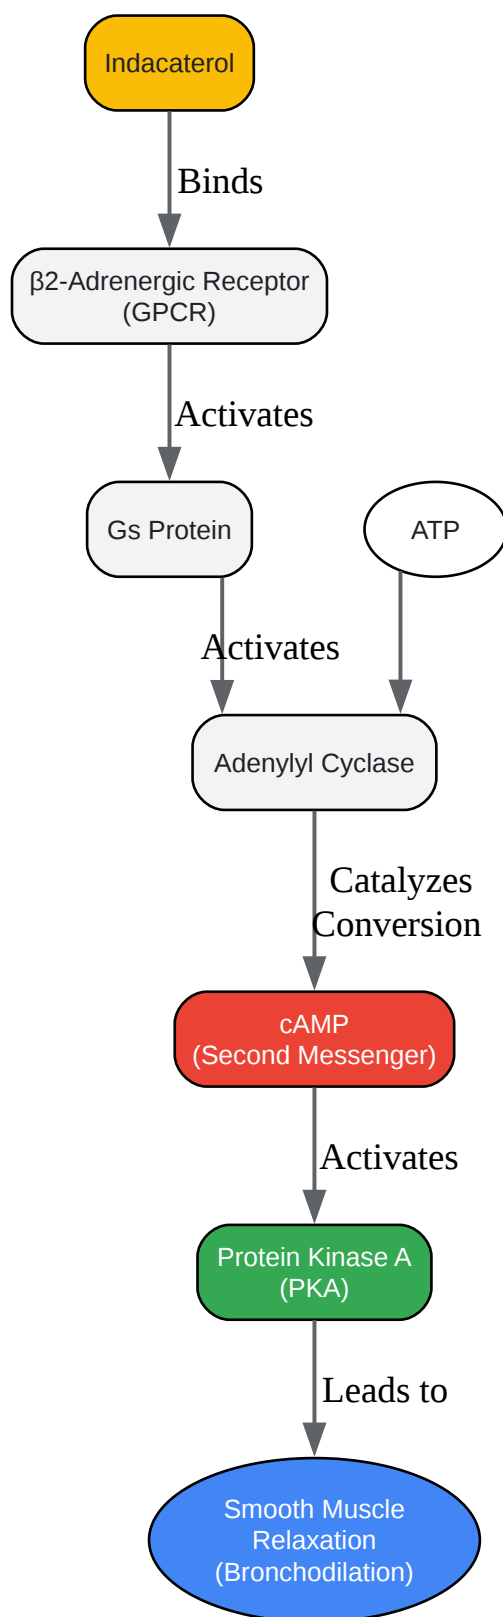 Indacaterol
Binds
β2-Adrenergic Receptor
(GPCR)
Activates
Gs Protein
ATP
Activates
Adenylyl Cyclase
Catalyzes
Conversion
cAMP
(Second Messenger)
Activates
Protein Kinase A
(PKA)
Leads to
Smooth Muscle
Relaxation
(Bronchodilation)